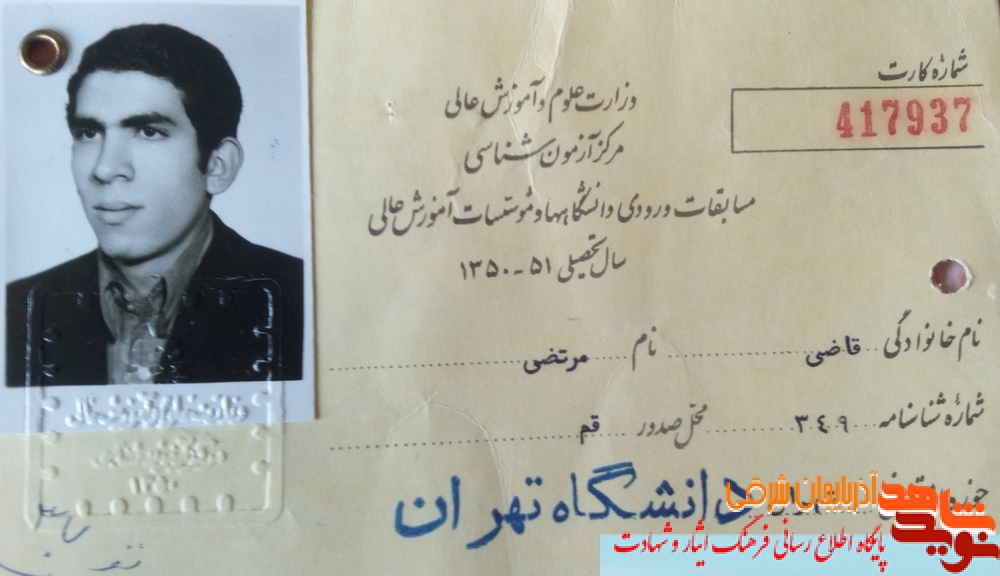 شمارهٔ کارت
417937
وزارت علوم و آموزش عالی
مرکز آزمون شناسی
مسابقات ورودی دانشگاهها و مؤسسات آموزش عالی
سال تحصیلی ۵۱ - ۱۳۵۰
نام خانوادگی قاضی نام مرتضی
شمارهٔ شناسنامه ۳۴۹ محل صدور قم
حوزه دانشگاه تهران
نوید شاهد آذربایجان شرقی
پایگاه اطلاع رسانی فرهنگ ایثار و شهادت